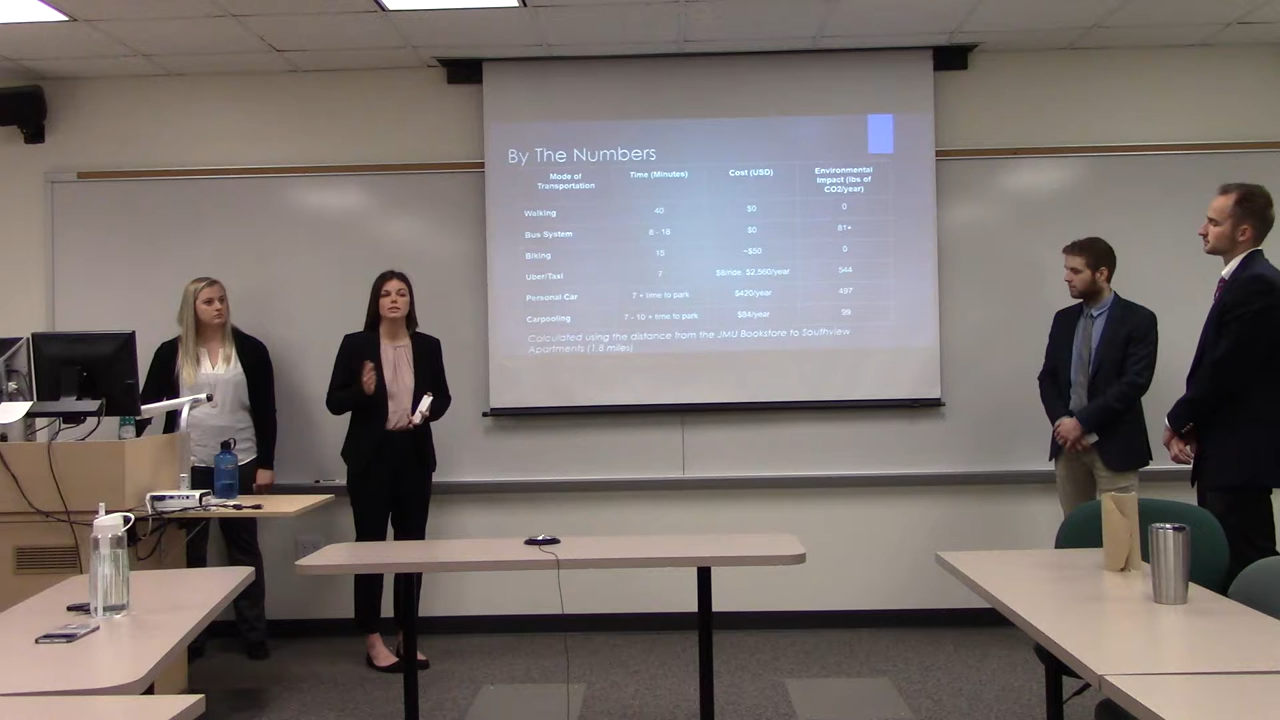 By The Numbers
Mode of Transportation Time (Minutes) Cost (USD) Environmental Impact (lbs of CO2/year)
Walking 40 $0 0
Bus System 8 - 18 $0 81+
Biking 15 ~$50 0
Uber/Taxi 7 $8/ride, $2,560/year 544
Personal Car 7 + time to park $420/year 497
Carpooling 7 - 10 + time to park $84/year 99
Calculated using the distance from the JMU Bookstore to Southview
Apartments (1.8 miles)